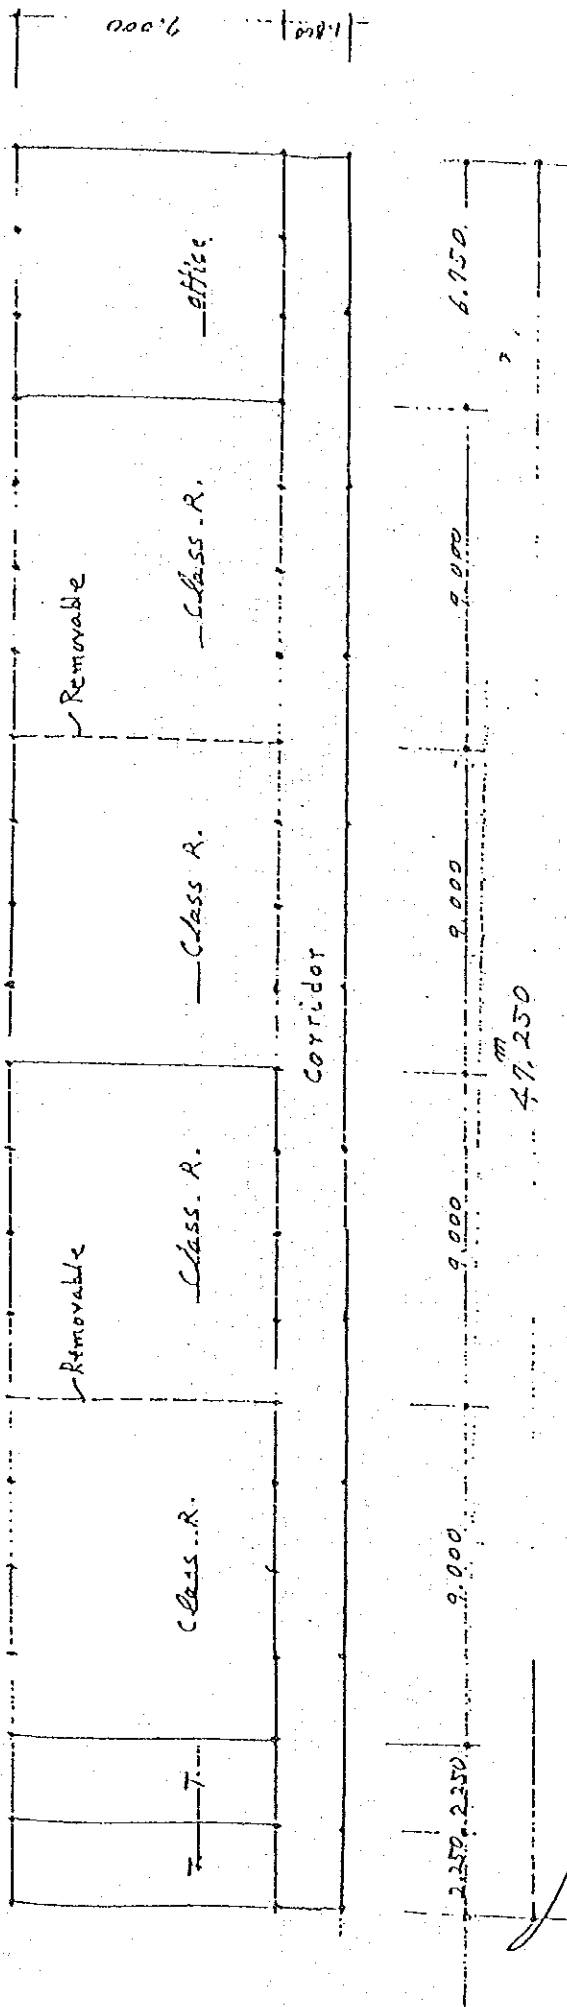 Removable Removable
T. T. Class.R. Class.R. Class R. Class.R. office
7.000
Corridor
1.800
2.250 2.250 9.000 9.000 9.000 9.000 6.750
m
47.250